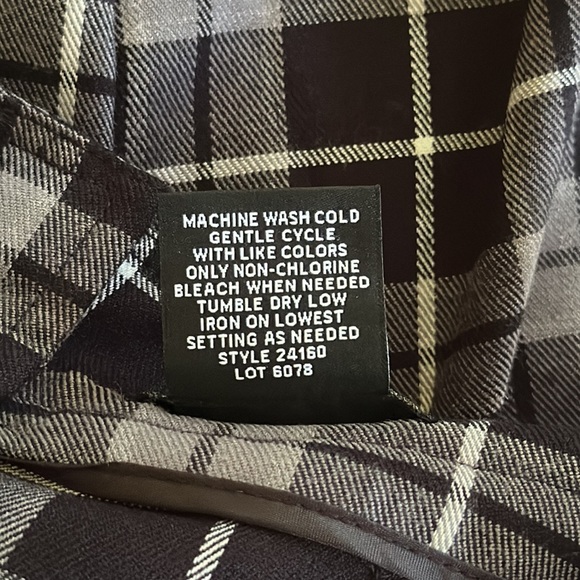 MACHINE WASH COLD
GENTLE CYCLE
WITH LIKE COLORS
ONLY NON-CHLORINE
BLEACH WHEN NEEDED
TUMBLE DRY LOW
IRON ON LOWEST
SETTING AS NEEDED
STYLE 24160
LOT 6078